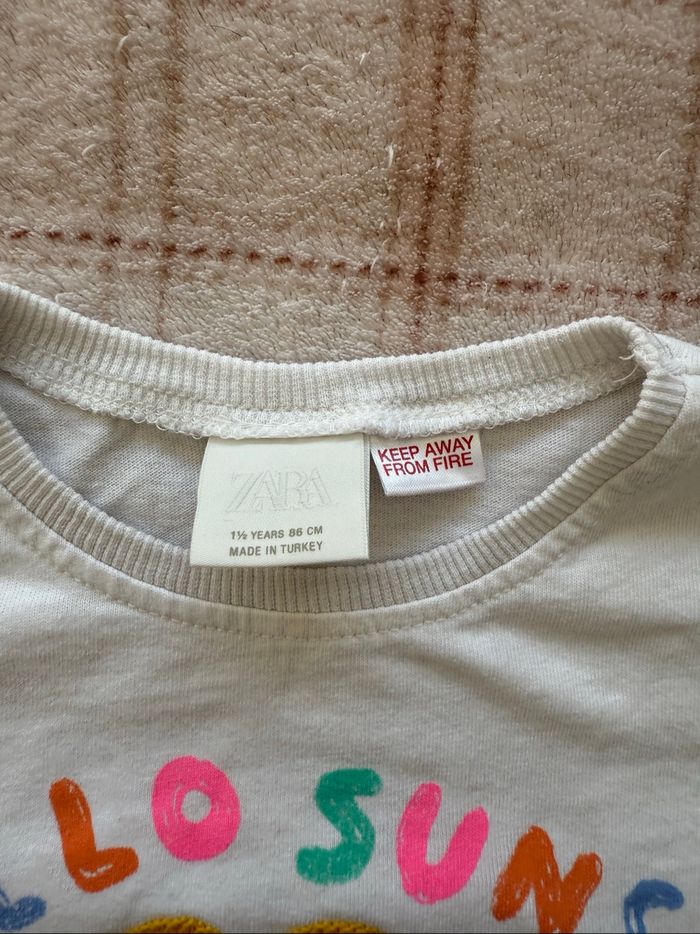 ZARA
1½ YEARS 86 CM
MADE IN TURKEY
KEEP AWAY
FROM FIRE
LO SUN